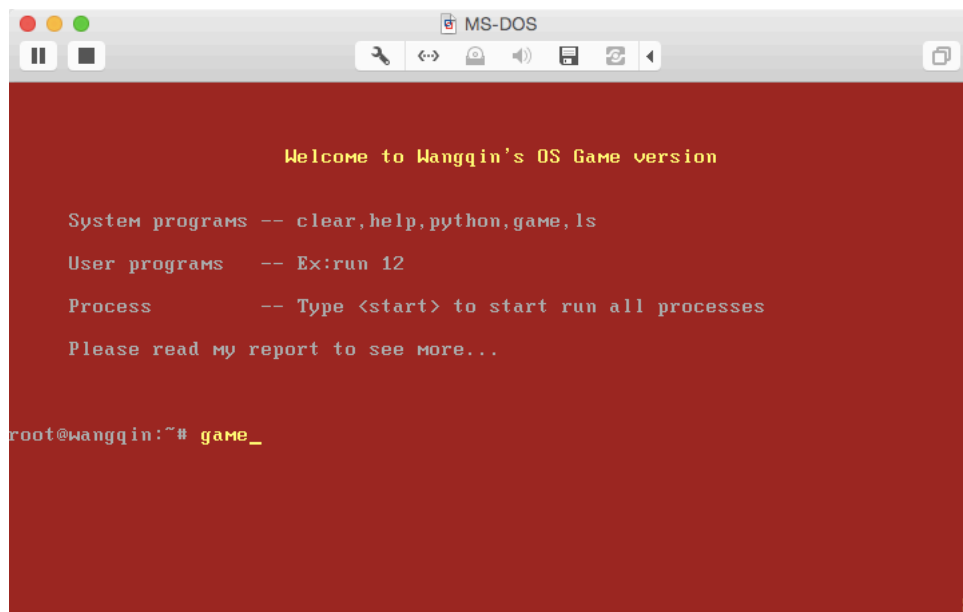 MS-DOS
Welcome to Wangqin's OS Game version
System programs -- clear,help,python,game,ls
User programs -- Ex:run 12
Process -- Type <start> to start run all processes
Please read my report to see more...
root@wangqin:~# game_